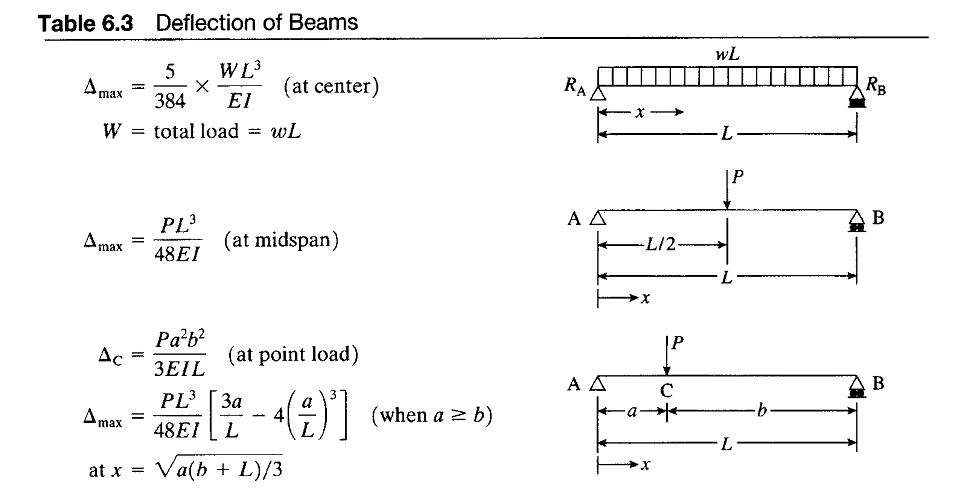 Table 6.3 Deflection of Beams
Δmax = 5/384 × WL³/EI (at center)
W = total load = wL
wL
RA RB
x
L
Δmax = PL³/48EI (at midspan)
P
A B
L/2
L
x
ΔC = Pa²b²/3EIL (at point load)
Δmax = PL³/48EI [3a/L − 4(a/L)³] (when a ≥ b)
at x = √a(b + L)/3
P
A B
C
a b
L
x